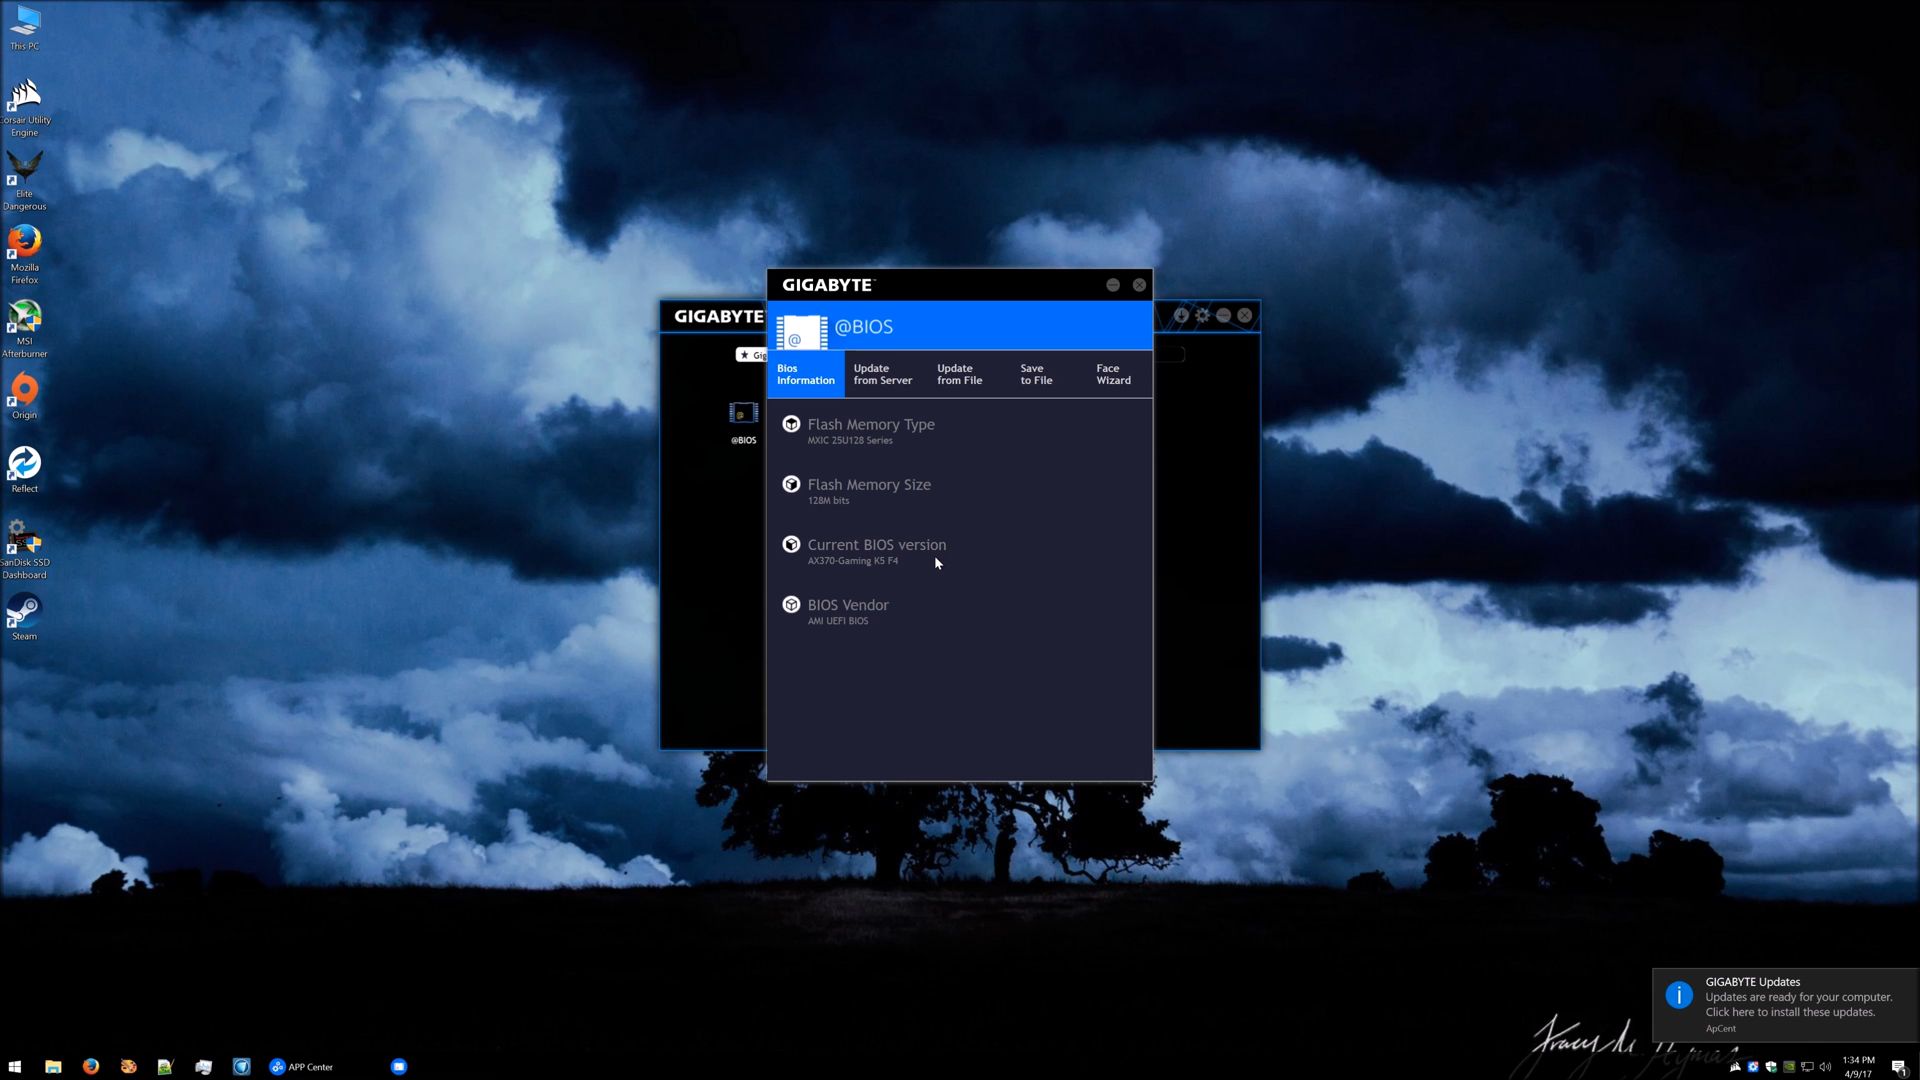 This PC
Corsair Utility
Engine
Elite
Dangerous
Mozilla
Firefox
MSI
Afterburner
Origin
Reflect
SanDisk SSD
Dashboard
Steam
GIGABYTE
★ Gig
@BIOS
GIGABYTE™
@
@BIOS
Bios
Information
Update
from Server
Update
from File
Save
to File
Face
Wizard
Flash Memory Type
MXIC 25U128 Series
Flash Memory Size
128M bits
Current BIOS version
AX370-Gaming K5 F4
BIOS Vendor
AMI UEFI BIOS
GIGABYTE Updates
Updates are ready for your computer.
Click here to install these updates.
ApCent
APP Center
1:34 PM
4/9/17
1